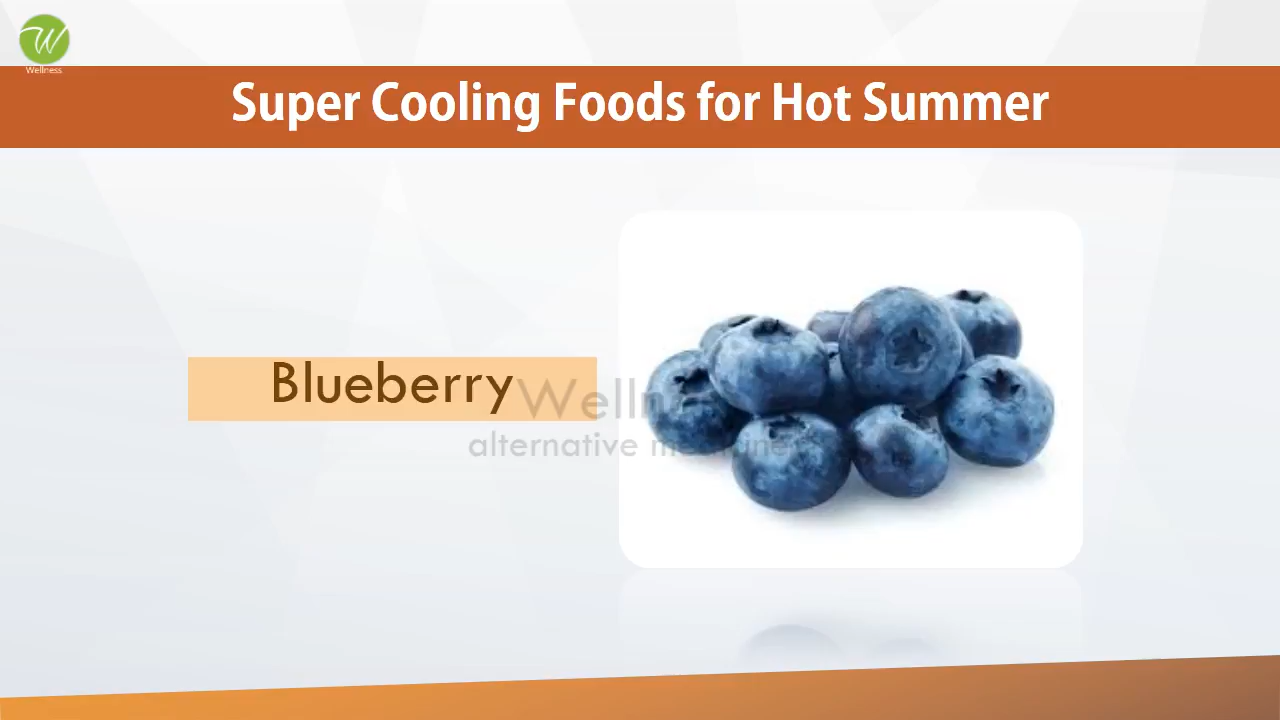 Wellness
Super Cooling Foods for Hot Summer
Blueberry
alternative